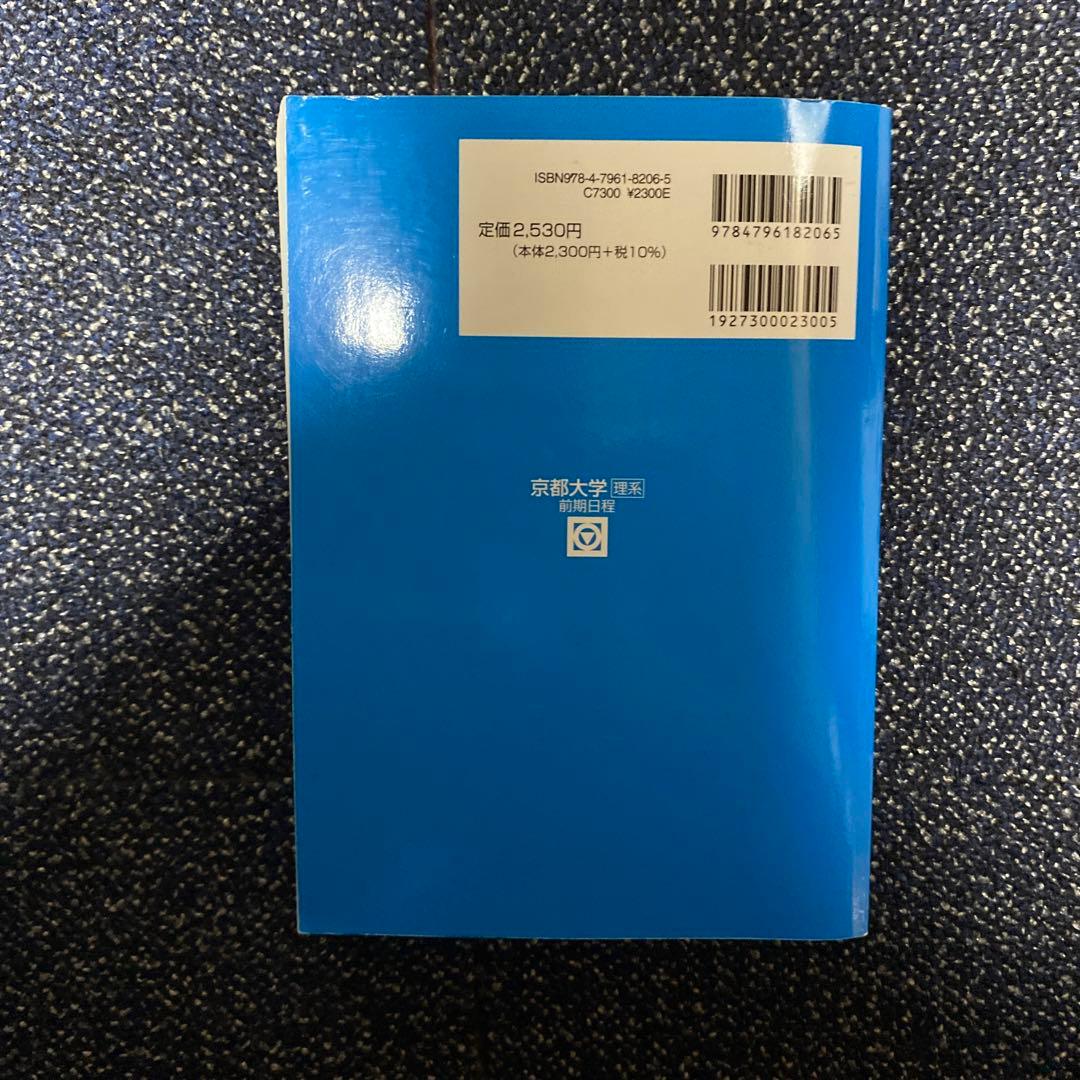 ISBN978-4-7961-8206-5
C7300 ¥2300E
定価2,530円
(本体2,300円+税10%)
9784796182065
1927300023005
京都大学 理系
前期日程